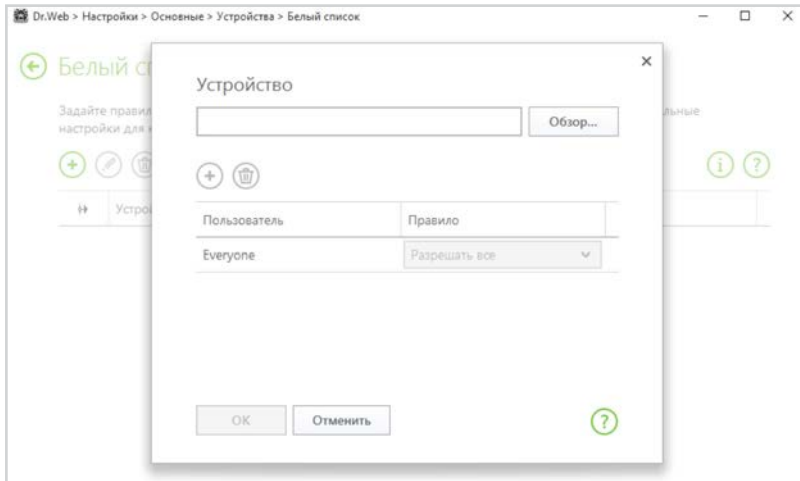 Dr.Web > Настройки > Основные > Устройства > Белый список
Белый сп
Устройство
Задайте правил
льные
настройки для
Обзор...
Устрой
Пользователь Правило
Everyone Разрешать все
OK Отменить